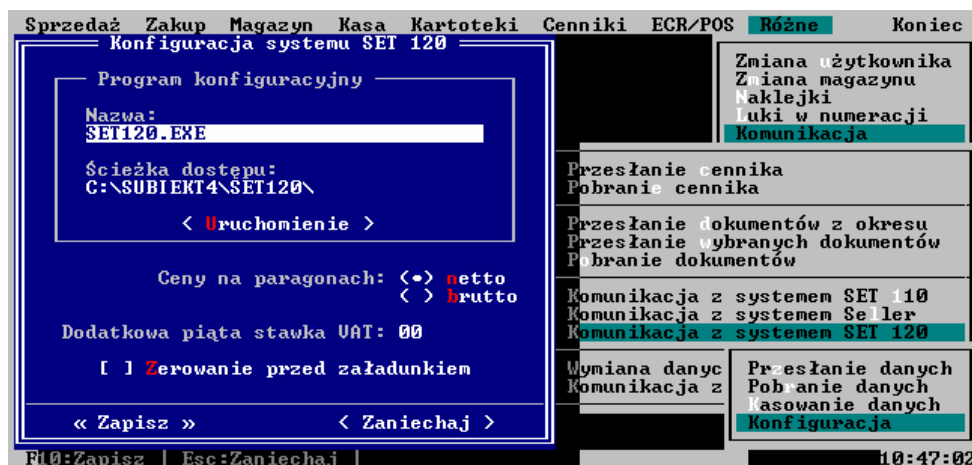 Sprzedaż Zakup Magazyn Kasa Kartoteki Cenniki ECR/POS Różne Koniec
Konfiguracja systemu SET 120
Program konfiguracyjny
Nazwa:
SET120.EXE
Ścieżka dostępu:
C:\SUBIEKT4\SET120\
< Uruchomienie >
Ceny na paragonach: (•) netto
( ) brutto
Dodatkowa piąta stawka VAT: 00
[ ] Zerowanie przed załadunkiem
« Zapisz » < Zaniechaj >
Zmiana użytkownika
Zmiana magazynu
Naklejki
Luki w numeracji
Komunikacja
Przesłanie cennika
Pobranie cennika
Przesłanie dokumentów z okresu
Przesłanie wybranych dokumentów
Pobranie dokumentów
Komunikacja z systemem SET 110
Komunikacja z systemem Seller
Komunikacja z systemem SET 120
Wymiana danyc
Komunikacja z
Przesłanie danych
Pobranie danych
Kasowanie danych
Konfiguracja
F10:Zapisz | Esc:Zaniechaj | 10:47:02